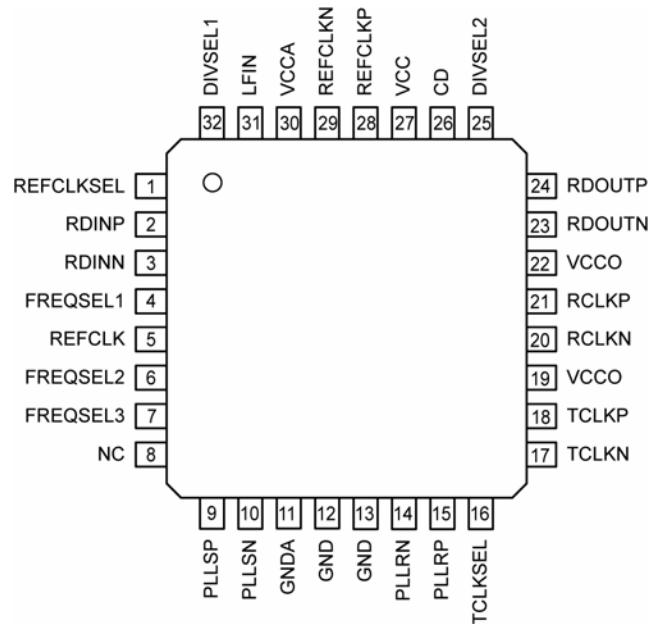 DIVSEL1 LFIN VCCA REFCLKN REFCLKP VCC CD DIVSEL2
32 31 30 29 28 27 26 25
REFCLKSEL 1 24 RDOUTP
RDINP 2 23 RDOUTN
RDINN 3 22 VCCO
FREQSEL1 4 21 RCLKP
REFCLK 5 20 RCLKN
FREQSEL2 6 19 VCCO
FREQSEL3 7 18 TCLKP
NC 8 17 TCLKN
9 10 11 12 13 14 15 16
PLLSP PLLSN GNDA GND GND PLLRN PLLRP TCLKSEL